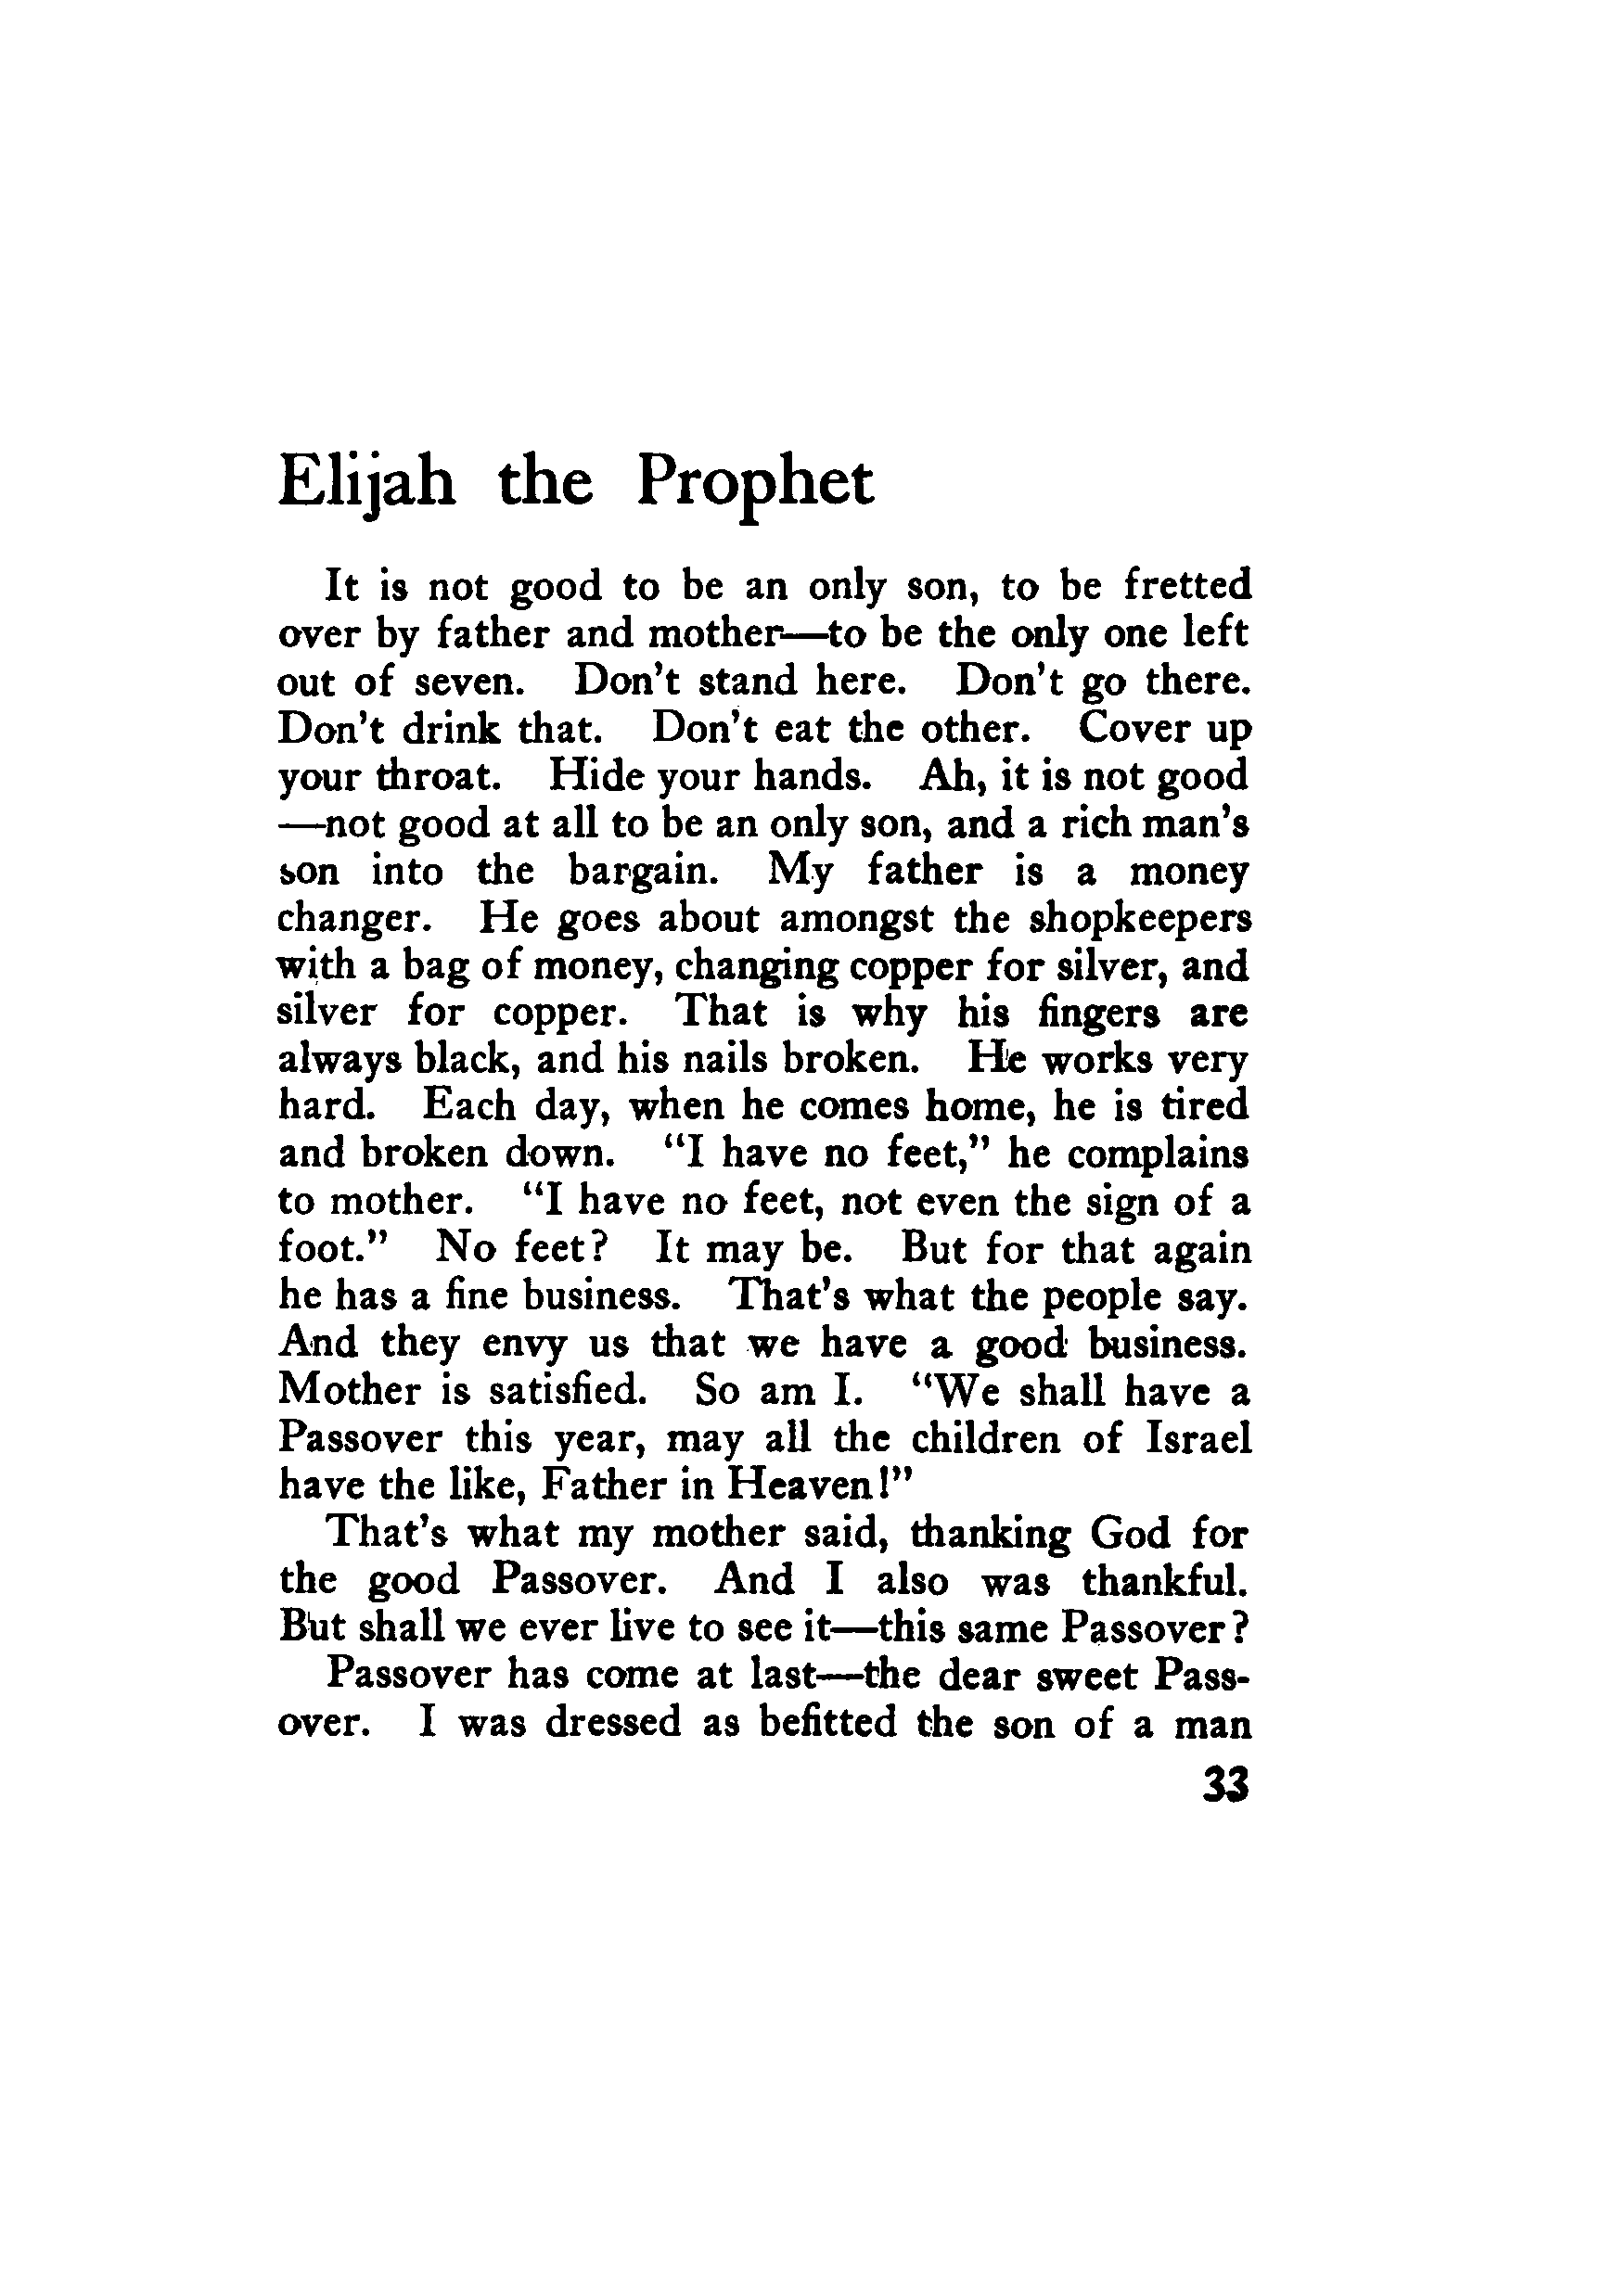 Elijah the Prophet
It is not good to be an only son, to be fretted
over by father and mother—to be the only one left
out of seven. Don't stand here. Don't go there.
Don't drink that. Don't eat the other. Cover up
your throat. Hide your hands. Ah, it is not good
—not good at all to be an only son, and a rich man's
son into the bargain. My father is a money
changer. He goes about amongst the shopkeepers
with a bag of money, changing copper for silver, and
silver for copper. That is why his fingers are
always black, and his nails broken. He works very
hard. Each day, when he comes home, he is tired
and broken down. "I have no feet," he complains
to mother. "I have no feet, not even the sign of a
foot." No feet? It may be. But for that again
he has a fine business. That's what the people say.
And they envy us that we have a good business.
Mother is satisfied. So am I. "We shall have a
Passover this year, may all the children of Israel
have the like, Father in Heaven!"
That's what my mother said, thanking God for
the good Passover. And I also was thankful.
But shall we ever live to see it—this same Passover?
Passover has come at last—the dear sweet Pass-
over. I was dressed as befitted the son of a man
33